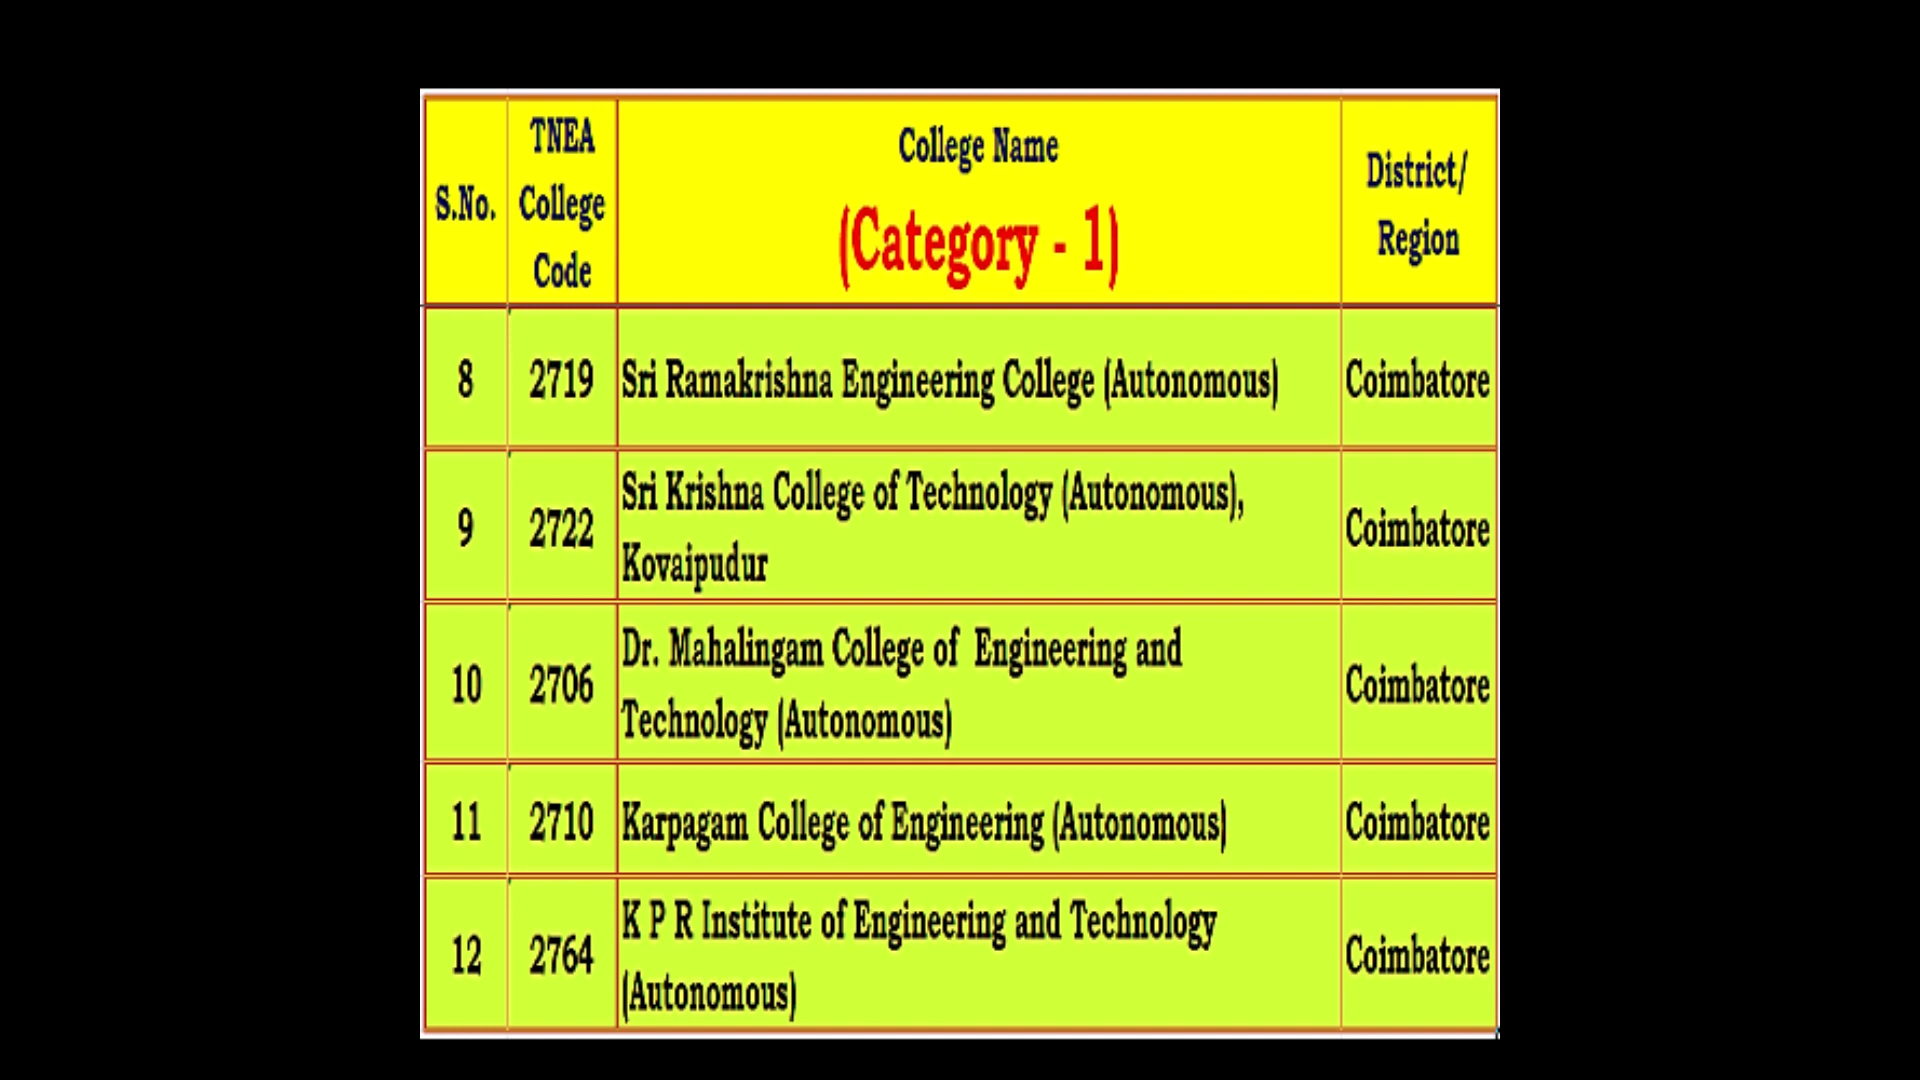 S.No.
TNEA
College
Code
College Name
(Category - 1)
District/
Region
8 2719 Sri Ramakrishna Engineering College (Autonomous) Coimbatore
9 2722 Sri Krishna College of Technology (Autonomous),
Kovaipudur Coimbatore
10 2706 Dr. Mahalingam College of Engineering and
Technology (Autonomous) Coimbatore
11 2710 Karpagam College of Engineering (Autonomous) Coimbatore
12 2764 K P R Institute of Engineering and Technology
(Autonomous) Coimbatore